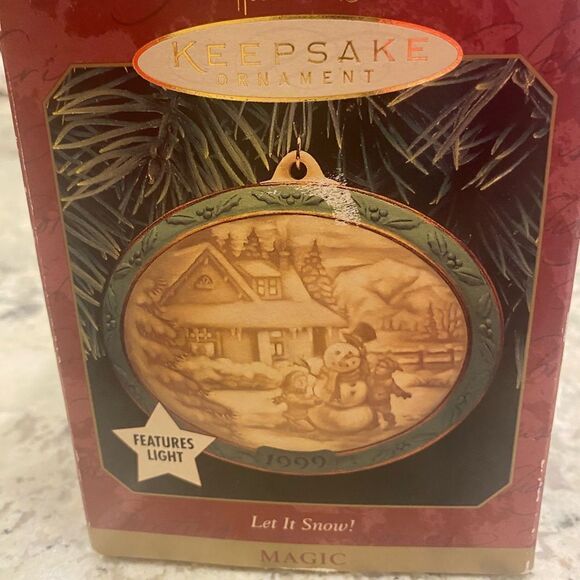 KEEPSAKE
ORNAMENT
FEATURES
LIGHT
1999
Let It Snow!
MAGIC